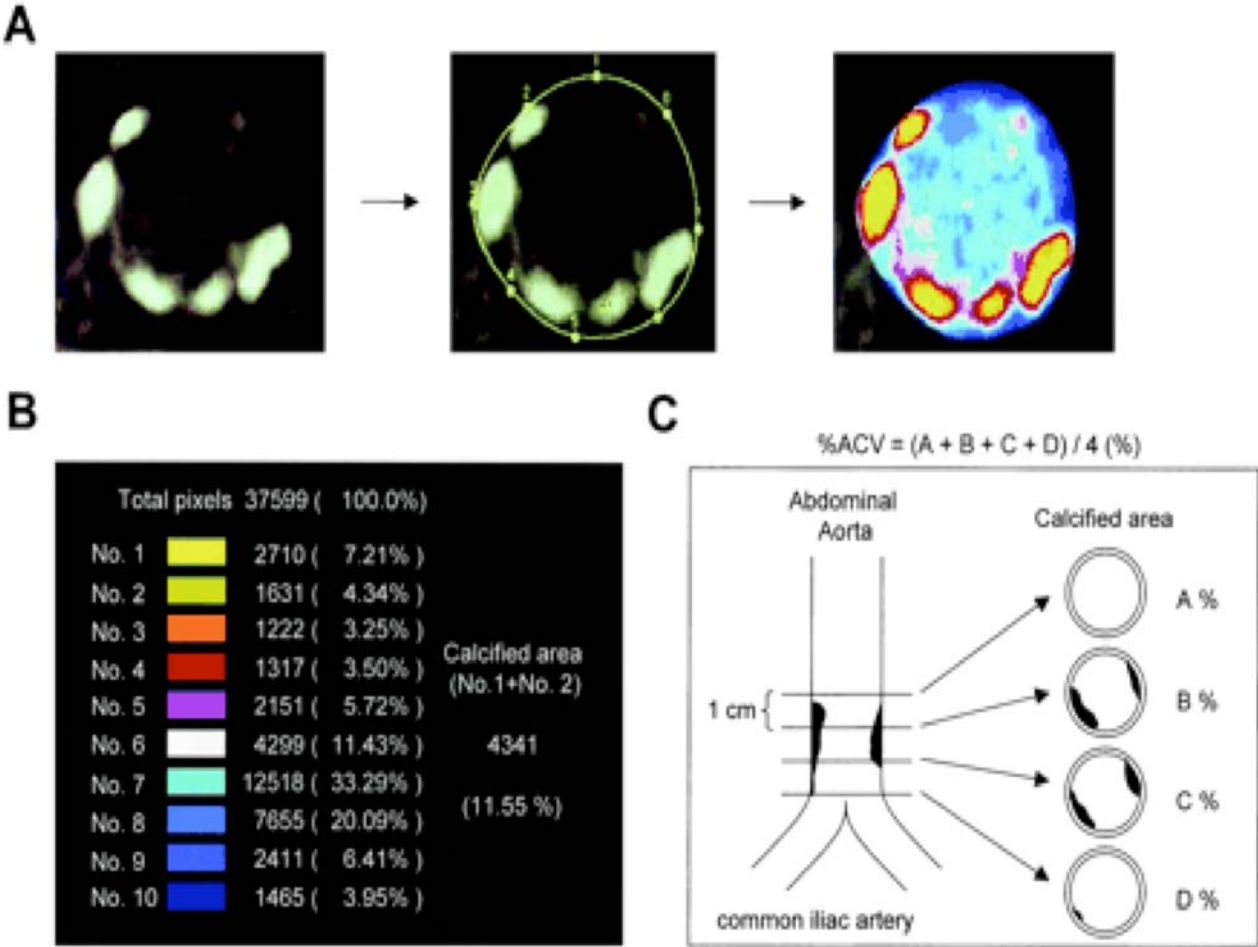 A
B
Total pixels 37599 ( 100.0%)
No. 1 2710 ( 7.21% )
No. 2 1631 ( 4.34% )
No. 3 1222 ( 3.25% )
No. 4 1317 ( 3.50% )
No. 5 2151 ( 5.72% )
No. 6 4299 ( 11.43% )
No. 7 12518 ( 33.29% )
No. 8 7655 ( 20.09% )
No. 9 2411 ( 6.41% )
No. 10 1465 ( 3.95% )
Calcified area
(No.1+No. 2)
4341
(11.55 %)
C
%ACV = (A + B + C + D) / 4 (%)
Abdominal
Aorta
Calcified area
1 cm
A %
B %
C %
D %
common iliac artery